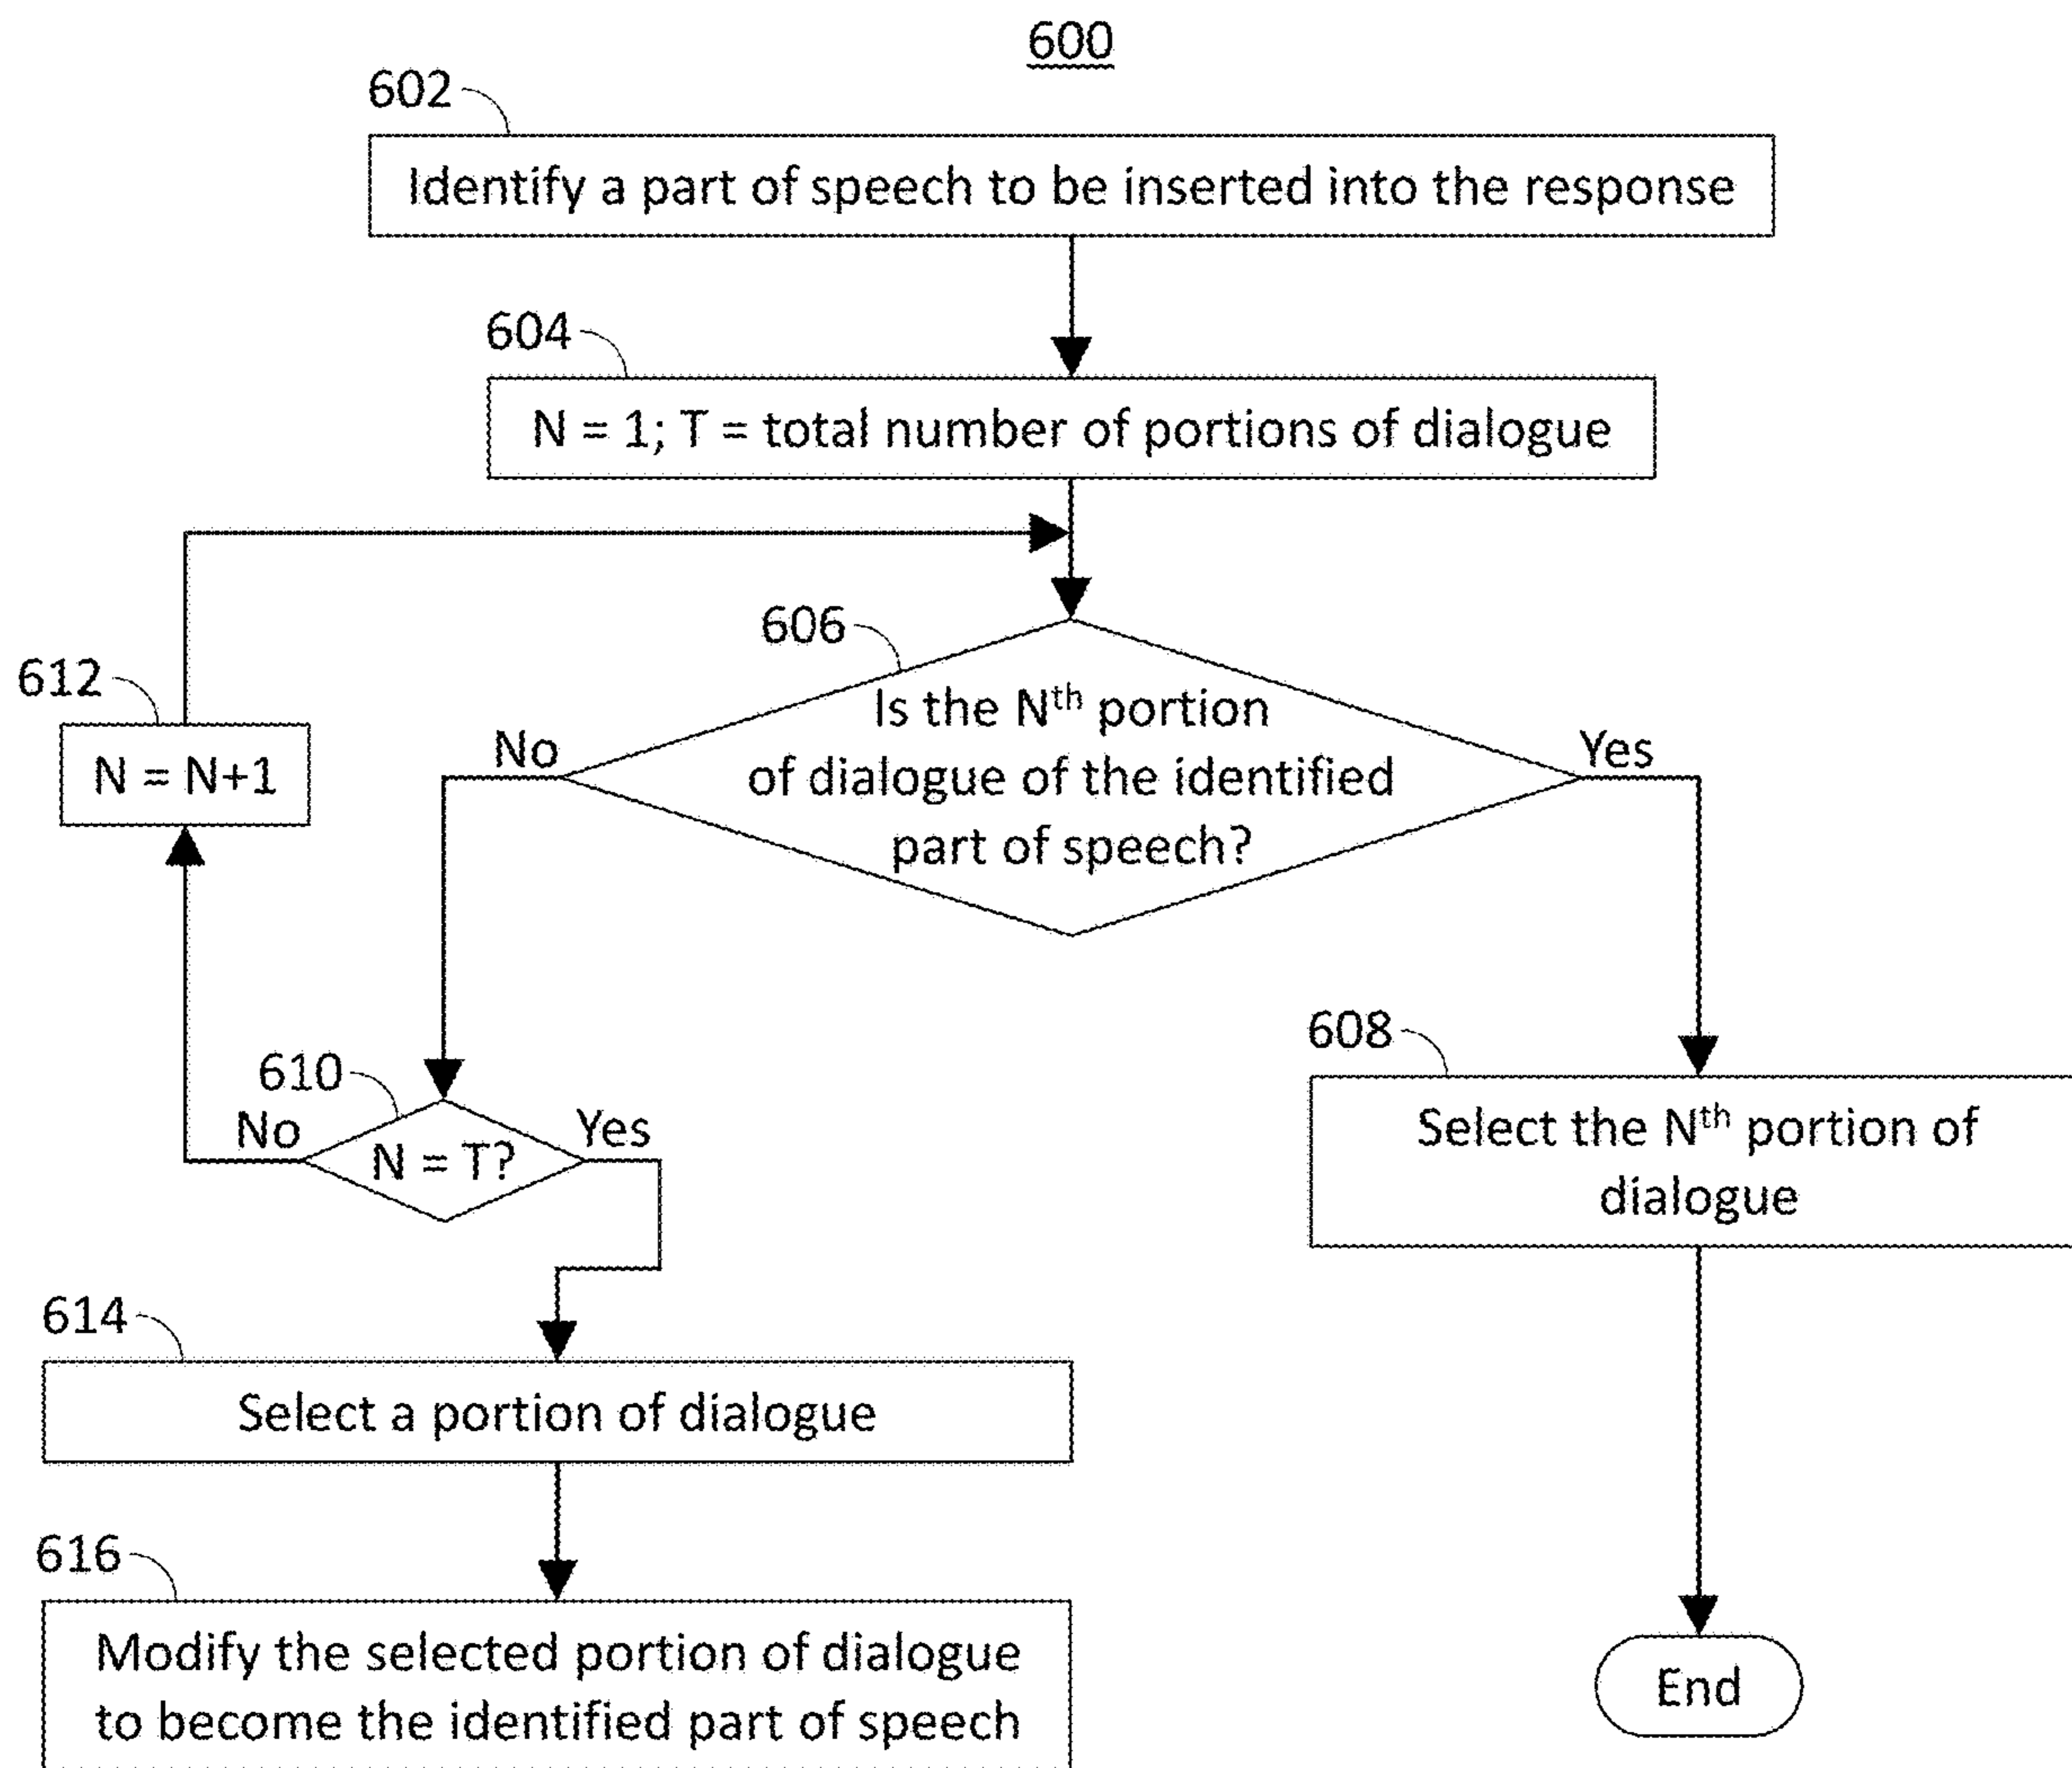 600
602
Identify a part of speech to be inserted into the response
604
N = 1; T = total number of portions of dialogue
606
612
Is the Nth portion
of dialogue of the identified
part of speech?
No
Yes
N = N+1
608
610
Select the Nth portion of
dialogue
No
Yes
N = T?
614
Select a portion of dialogue
616
Modify the selected portion of dialogue
to become the identified part of speech
End